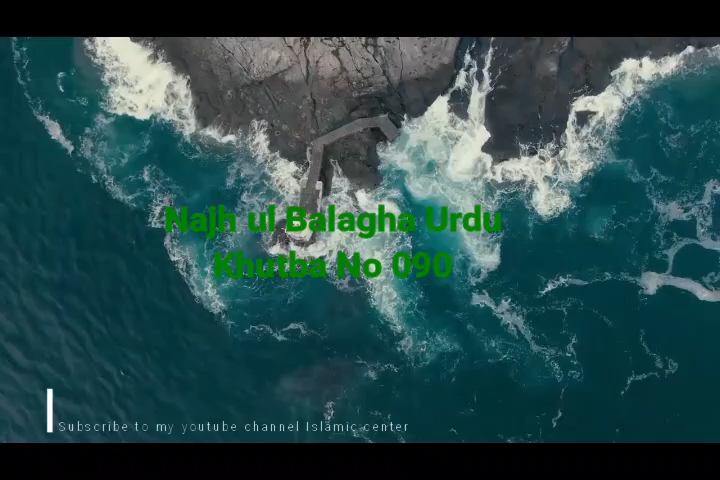 Najh ul Balagha Urdu
Khutba No 090
Subscribe to my youtube channel Islamic center